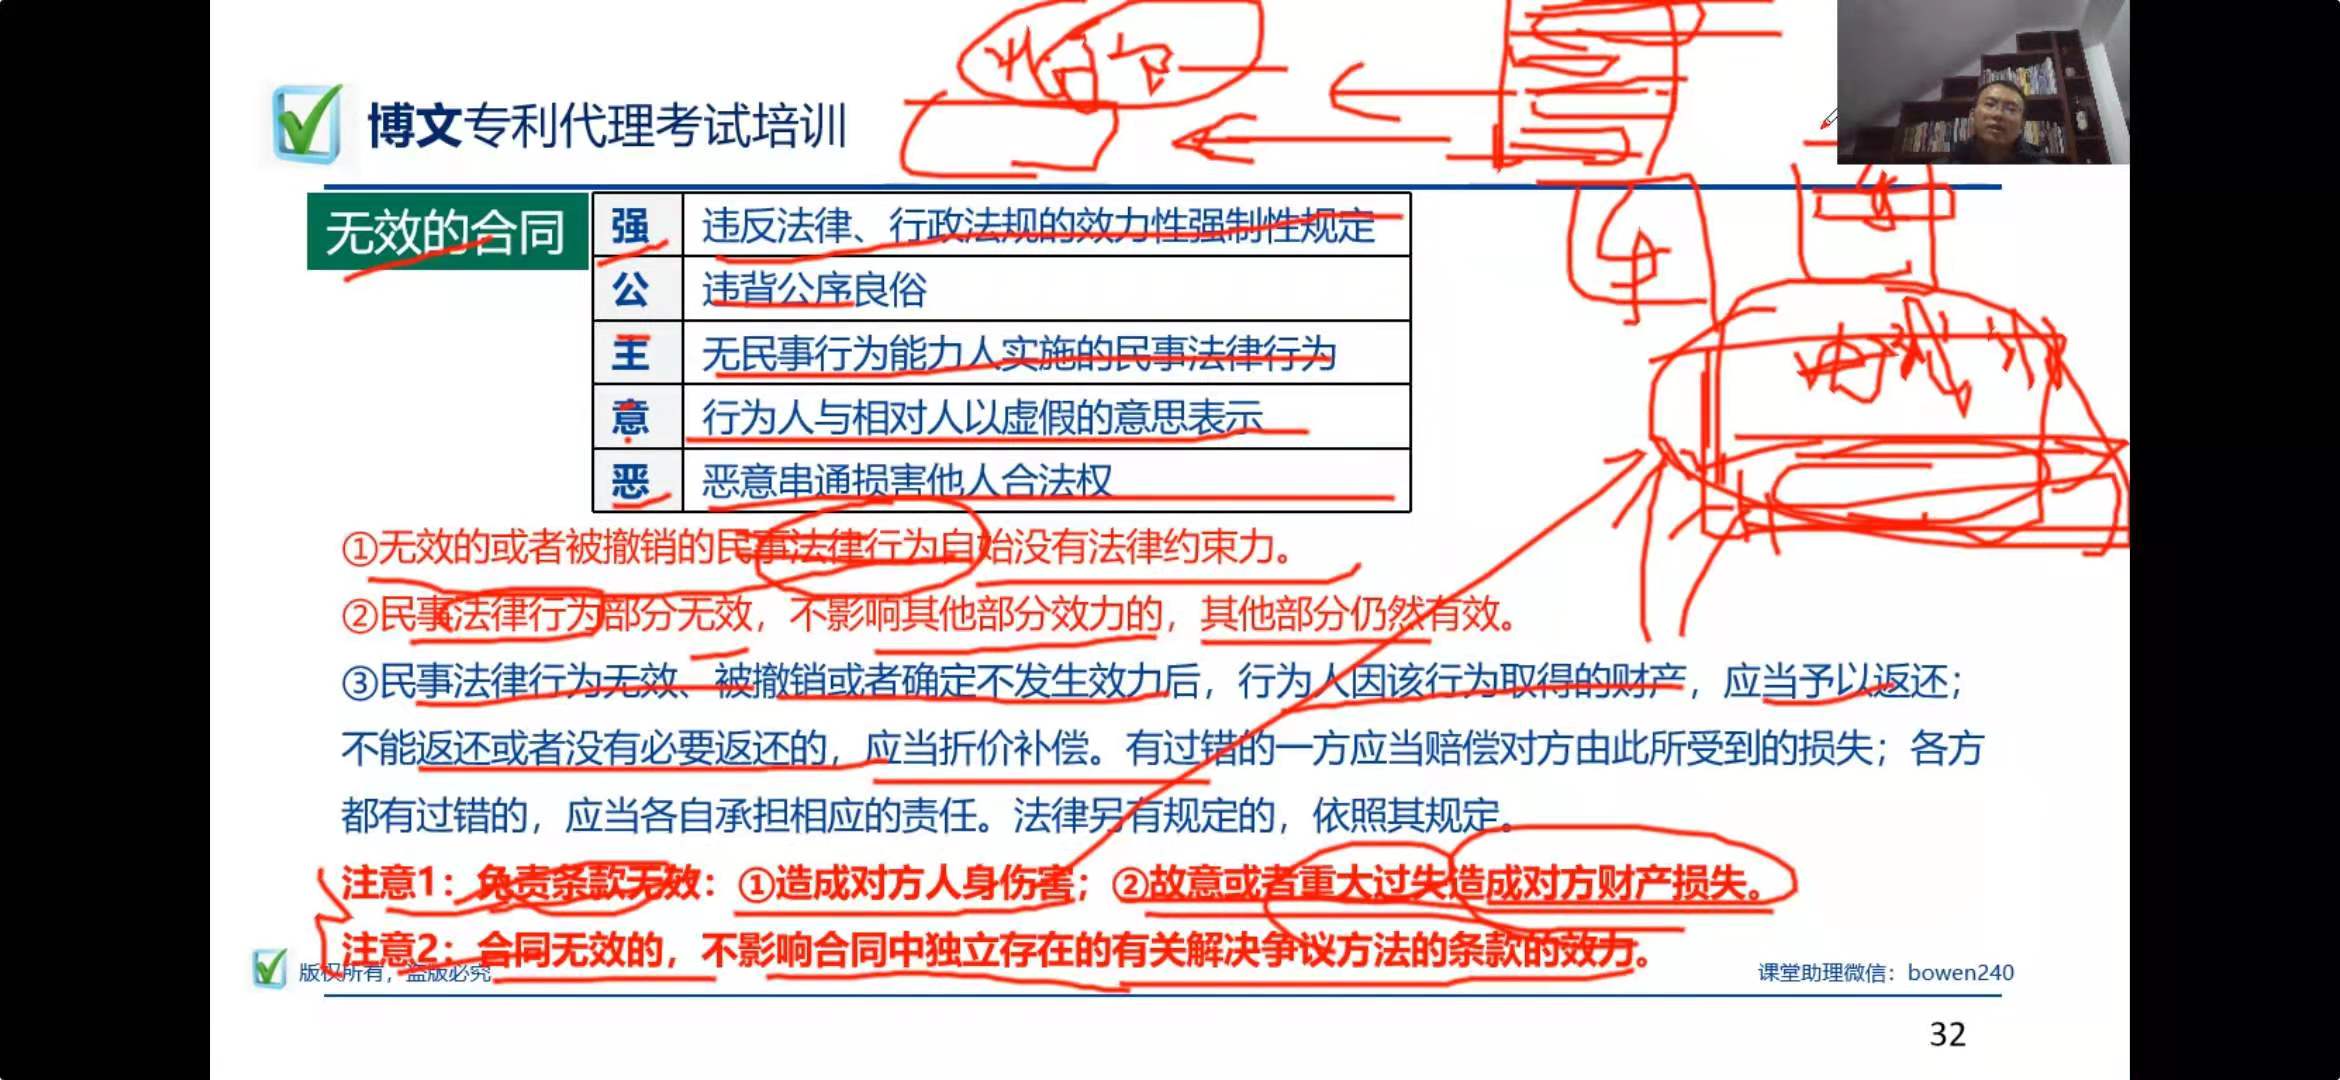 博文专利代理考试培训
无效的合同
强 违反法律、行政法规的效力性强制性规定
公 违背公序良俗
主 无民事行为能力人实施的民事法律行为
意 行为人与相对人以虚假的意思表示
恶 恶意串通损害他人合法权
①无效的或者被撤销的民事法律行为自始没有法律约束力。
②民事法律行为部分无效，不影响其他部分效力的，其他部分仍然有效。
③民事法律行为无效、被撤销或者确定不发生效力后，行为人因该行为取得的财产，应当予以返还；
不能返还或者没有必要返还的，应当折价补偿。有过错的一方应当赔偿对方由此所受到的损失；各方
都有过错的，应当各自承担相应的责任。法律另有规定的，依照其规定。
注意1：免责条款无效：①造成对方人身伤害；②故意或者重大过失造成对方财产损失。
注意2：合同无效的，不影响合同中独立存在的有关解决争议方法的条款的效力。
版权所有，盗版必究
课堂助理微信：bowen240
32